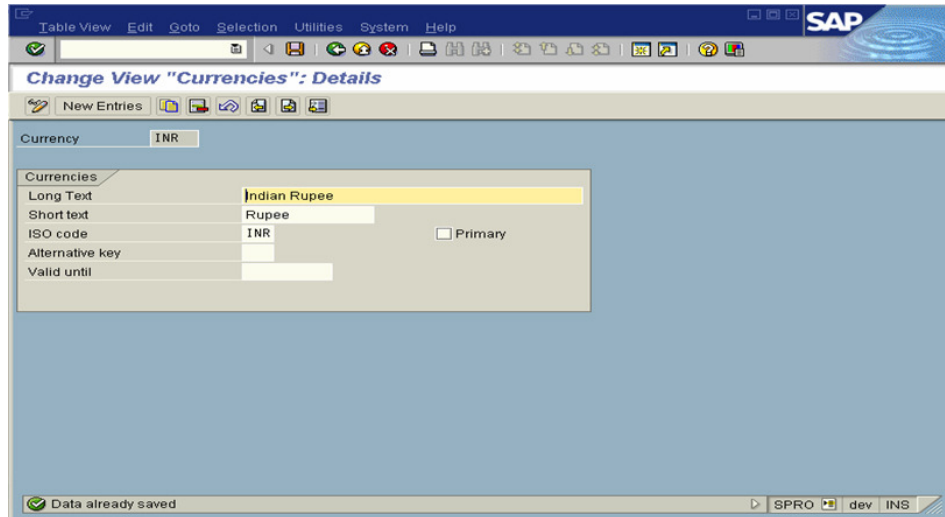 Table View Edit Goto Selection Utilities System Help
SAP
Change View "Currencies": Details
New Entries
Currency INR
Currencies
Long Text Indian Rupee
Short text Rupee
ISO code INR Primary
Alternative key
Valid until
Data already saved SPRO dev INS